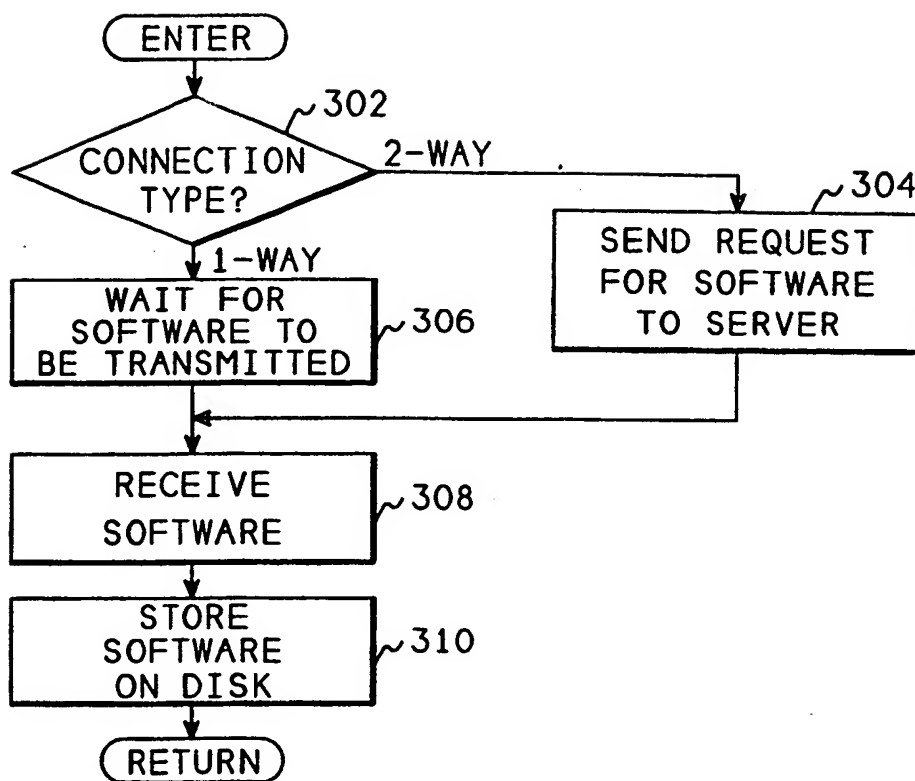 ENTER
302
CONNECTION
TYPE?
2-WAY
1-WAY
304
SEND REQUEST
FOR SOFTWARE
TO SERVER
WAIT FOR
SOFTWARE TO
BE TRANSMITTED
306
RECEIVE
SOFTWARE
308
STORE
SOFTWARE
ON DISK
310
RETURN